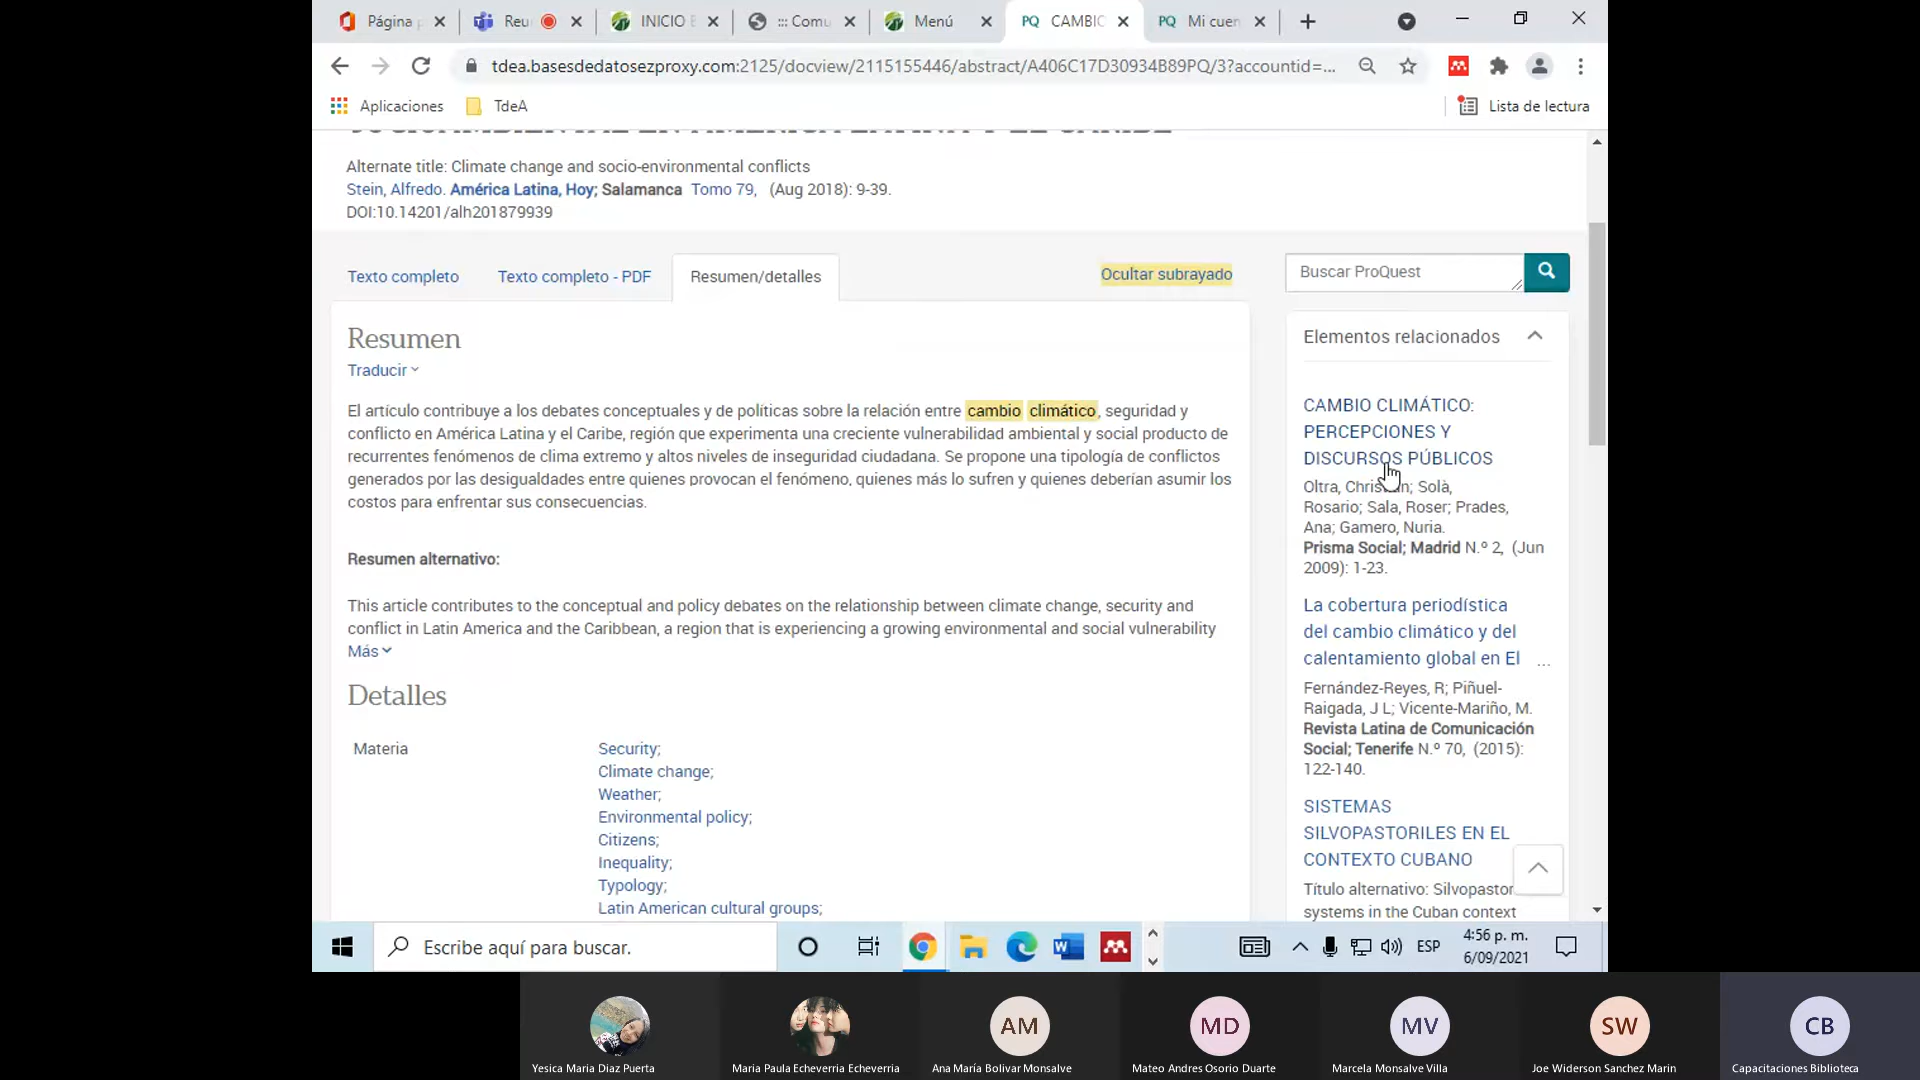 Página p
Reu
INICIO B
::: Comu
Menú
PQ CAMBIO
PQ Mi cuen
tdea.basesdedatosezproxy.com:2125/docview/2115155446/abstract/A406C17D30934B89PQ/3?accountid=...
Aplicaciones
TdeA
Lista de lectura
Alternate title: Climate change and socio-environmental conflicts
Stein, Alfredo. América Latina, Hoy; Salamanca Tomo 79, (Aug 2018): 9-39.
DOI:10.14201/alh201879939
Texto completo
Texto completo - PDF
Resumen/detalles
Ocultar subrayado
Resumen
Traducir
El artículo contribuye a los debates conceptuales y de políticas sobre la relación entre cambio climático, seguridad y
conflicto en América Latina y el Caribe, región que experimenta una creciente vulnerabilidad ambiental y social producto de
recurrentes fenómenos de clima extremo y altos niveles de inseguridad ciudadana. Se propone una tipología de conflictos
generados por las desigualdades entre quienes provocan el fenómeno, quienes más lo sufren y quienes deberían asumir los
costos para enfrentar sus consecuencias.
Resumen alternativo:
This article contributes to the conceptual and policy debates on the relationship between climate change, security and
conflict in Latin America and the Caribbean, a region that is experiencing a growing environmental and social vulnerability
Más
Detalles
Materia
Security;
Climate change;
Weather;
Environmental policy;
Citizens;
Inequality;
Typology;
Latin American cultural groups;
Buscar ProQuest
Elementos relacionados
CAMBIO CLIMÁTICO:
PERCEPCIONES Y
DISCURSOS PÚBLICOS
Oltra, Christian; Solà,
Rosario; Sala, Roser; Prades,
Ana; Gamero, Nuria.
Prisma Social; Madrid N.º 2, (Jun
2009): 1-23.
La cobertura periodística
del cambio climático y del
calentamiento global en El ...
Fernández-Reyes, R; Piñuel-
Raigada, J L; Vicente-Mariño, M.
Revista Latina de Comunicación
Social; Tenerife N.º 70, (2015):
122-140.
SISTEMAS
SILVOPASTORILES EN EL
CONTEXTO CUBANO
Título alternativo: Silvopastor
systems in the Cuban context
Escribe aquí para buscar.
ESP
4:56 p. m.
6/09/2021
AM
MD
MV
SW
CB
Yesica Maria Diaz Puerta
Maria Paula Echeverria Echeverria
Ana María Bolivar Monsalve
Mateo Andres Osorio Duarte
Marcela Monsalve Villa
Joe Widerson Sanchez Marin
Capacitaciones Biblioteca